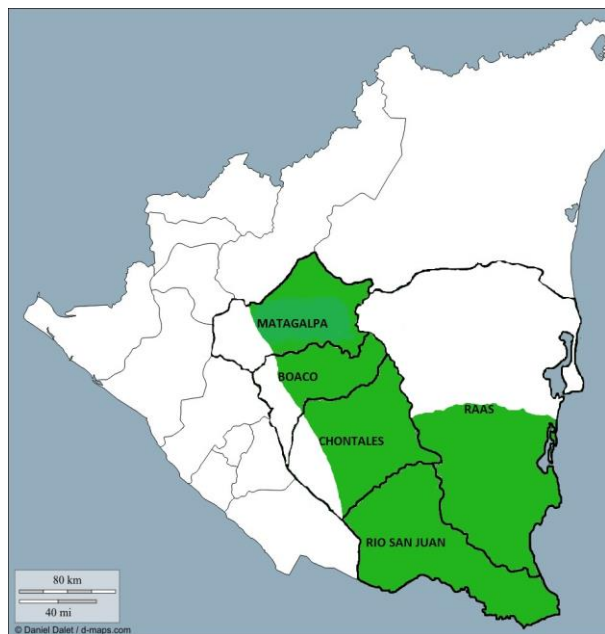 MATAGALPA
BOACO
RAAS
CHONTALES
RIO SAN JUAN
80 km
40 mi
© Daniel Dalet / d-maps.com